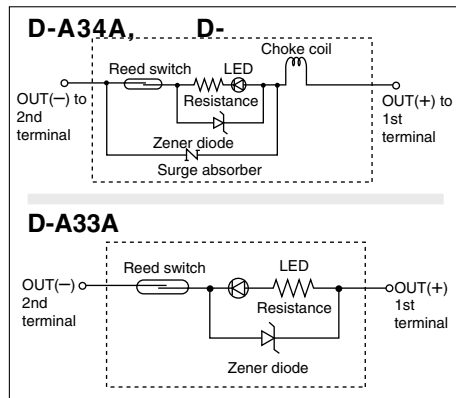 D-A34A, D-
Choke coil
Reed switch
LED
OUT(−) to
2nd
terminal
Resistance
OUT(+) to
1st
terminal
Zener diode
Surge absorber
D-A33A
Reed switch
LED
OUT(−)
2nd
terminal
Resistance
OUT(+)
1st
terminal
Zener diode